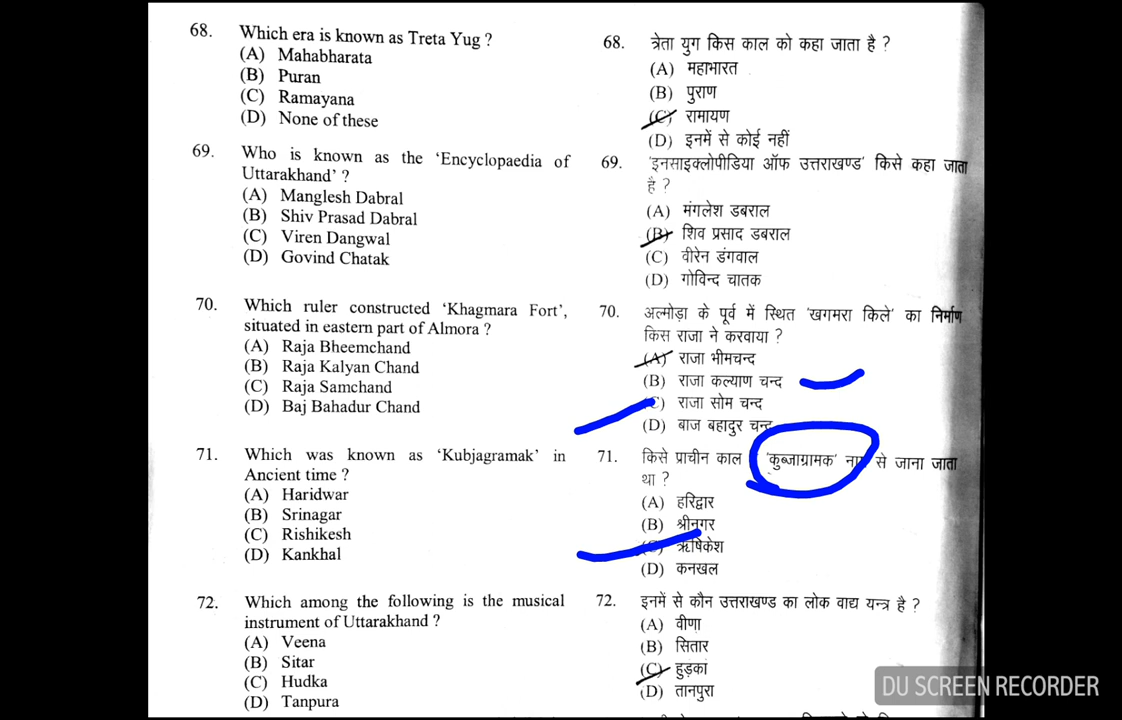 68. Which era is known as Treta Yug ?
(A) Mahabharata
(B) Puran
(C) Ramayana
(D) None of these
69. Who is known as the ‘Encyclopaedia of
Uttarakhand’ ?
(A) Manglesh Dabral
(B) Shiv Prasad Dabral
(C) Viren Dangwal
(D) Govind Chatak
70. Which ruler constructed ‘Khagmara Fort’,
situated in eastern part of Almora ?
(A) Raja Bheemchand
(B) Raja Kalyan Chand
(C) Raja Samchand
(D) Baj Bahadur Chand
71. Which was known as ‘Kubjagramak’ in
Ancient time ?
(A) Haridwar
(B) Srinagar
(C) Rishikesh
(D) Kankhal
72. Which among the following is the musical
instrument of Uttarakhand ?
(A) Veena
(B) Sitar
(C) Hudka
(D) Tanpura
68. त्रेता युग किस काल को कहा जाता है ?
(A) महाभारत
(B) पुराण
(C) रामायण
(D) इनमें से कोई नहीं
69. ‘इनसाइक्लोपीडिया ऑफ उत्तराखण्ड’ किसे कहा जाता
है ?
(A) मंगलेश डबराल
(B) शिव प्रसाद डबराल
(C) वीरेन डंगवाल
(D) गोविन्द चातक
70. अल्मोड़ा के पूर्व में स्थित ‘खगमरा किले’ का निर्माण
किस राजा ने करवाया ?
(A) राजा भीमचन्द
(B) राजा कल्याण चन्द
(C) राजा सोम चन्द
(D) बाज बहादुर चन्द
71. किसे प्राचीन काल ‘कुब्जाग्रामक’ नाम से जाना जाता
था ?
(A) हरिद्वार
(B) श्रीनगर
(C) ऋषिकेश
(D) कनखल
72. इनमें से कौन उत्तराखण्ड का लोक वाद्य यन्त्र है ?
(A) वीणा
(B) सितार
(C) हुड़का
(D) तानपुरा
DU SCREEN RECORDER